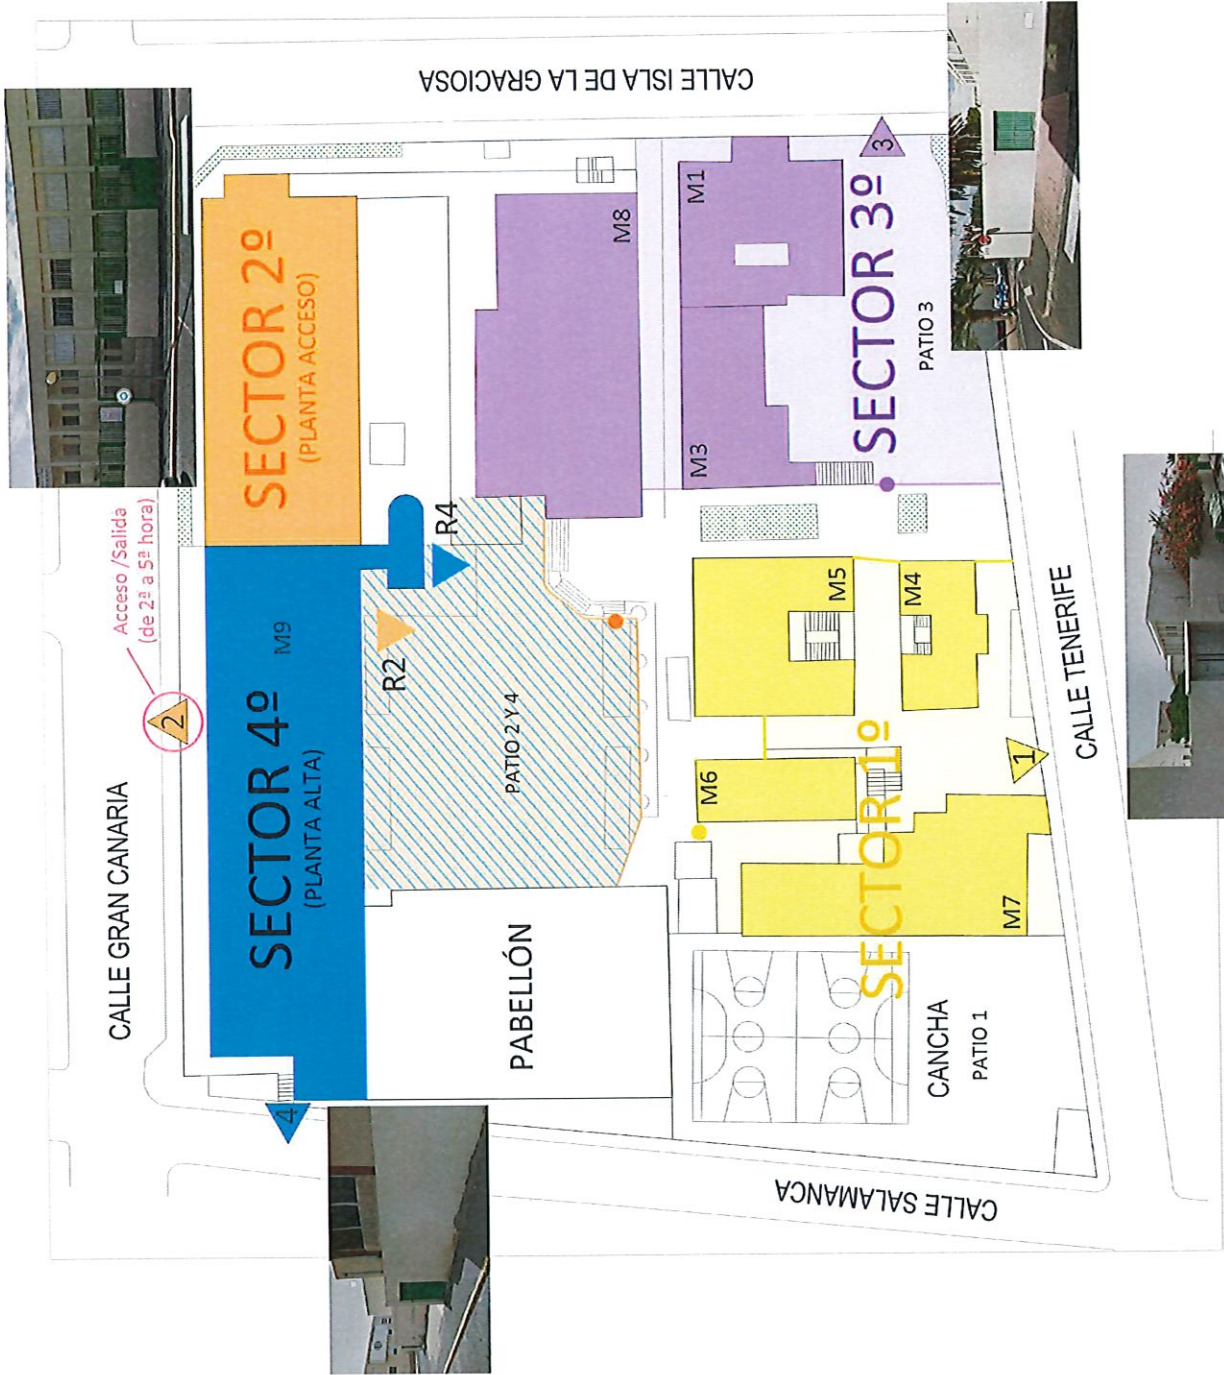 CALLE GRAN CANARIA
Acceso /Salida
(de 2ª a 5ª hora)
2
4
SECTOR 4º
(PLANTA ALTA)
M9
SECTOR 2º
(PLANTA ACCESO)
CALLE ISLA DE LA GRACIOSA
R2
R4
PATIO 2 Y 4
PABELLÓN
M8
M6
M5
M3
M1
M7
SECTOR 1º
M4
SECTOR 3º
3
CANCHA
PATIO 1
1
PATIO 3
CALLE SALAMANCA
CALLE TENERIFE